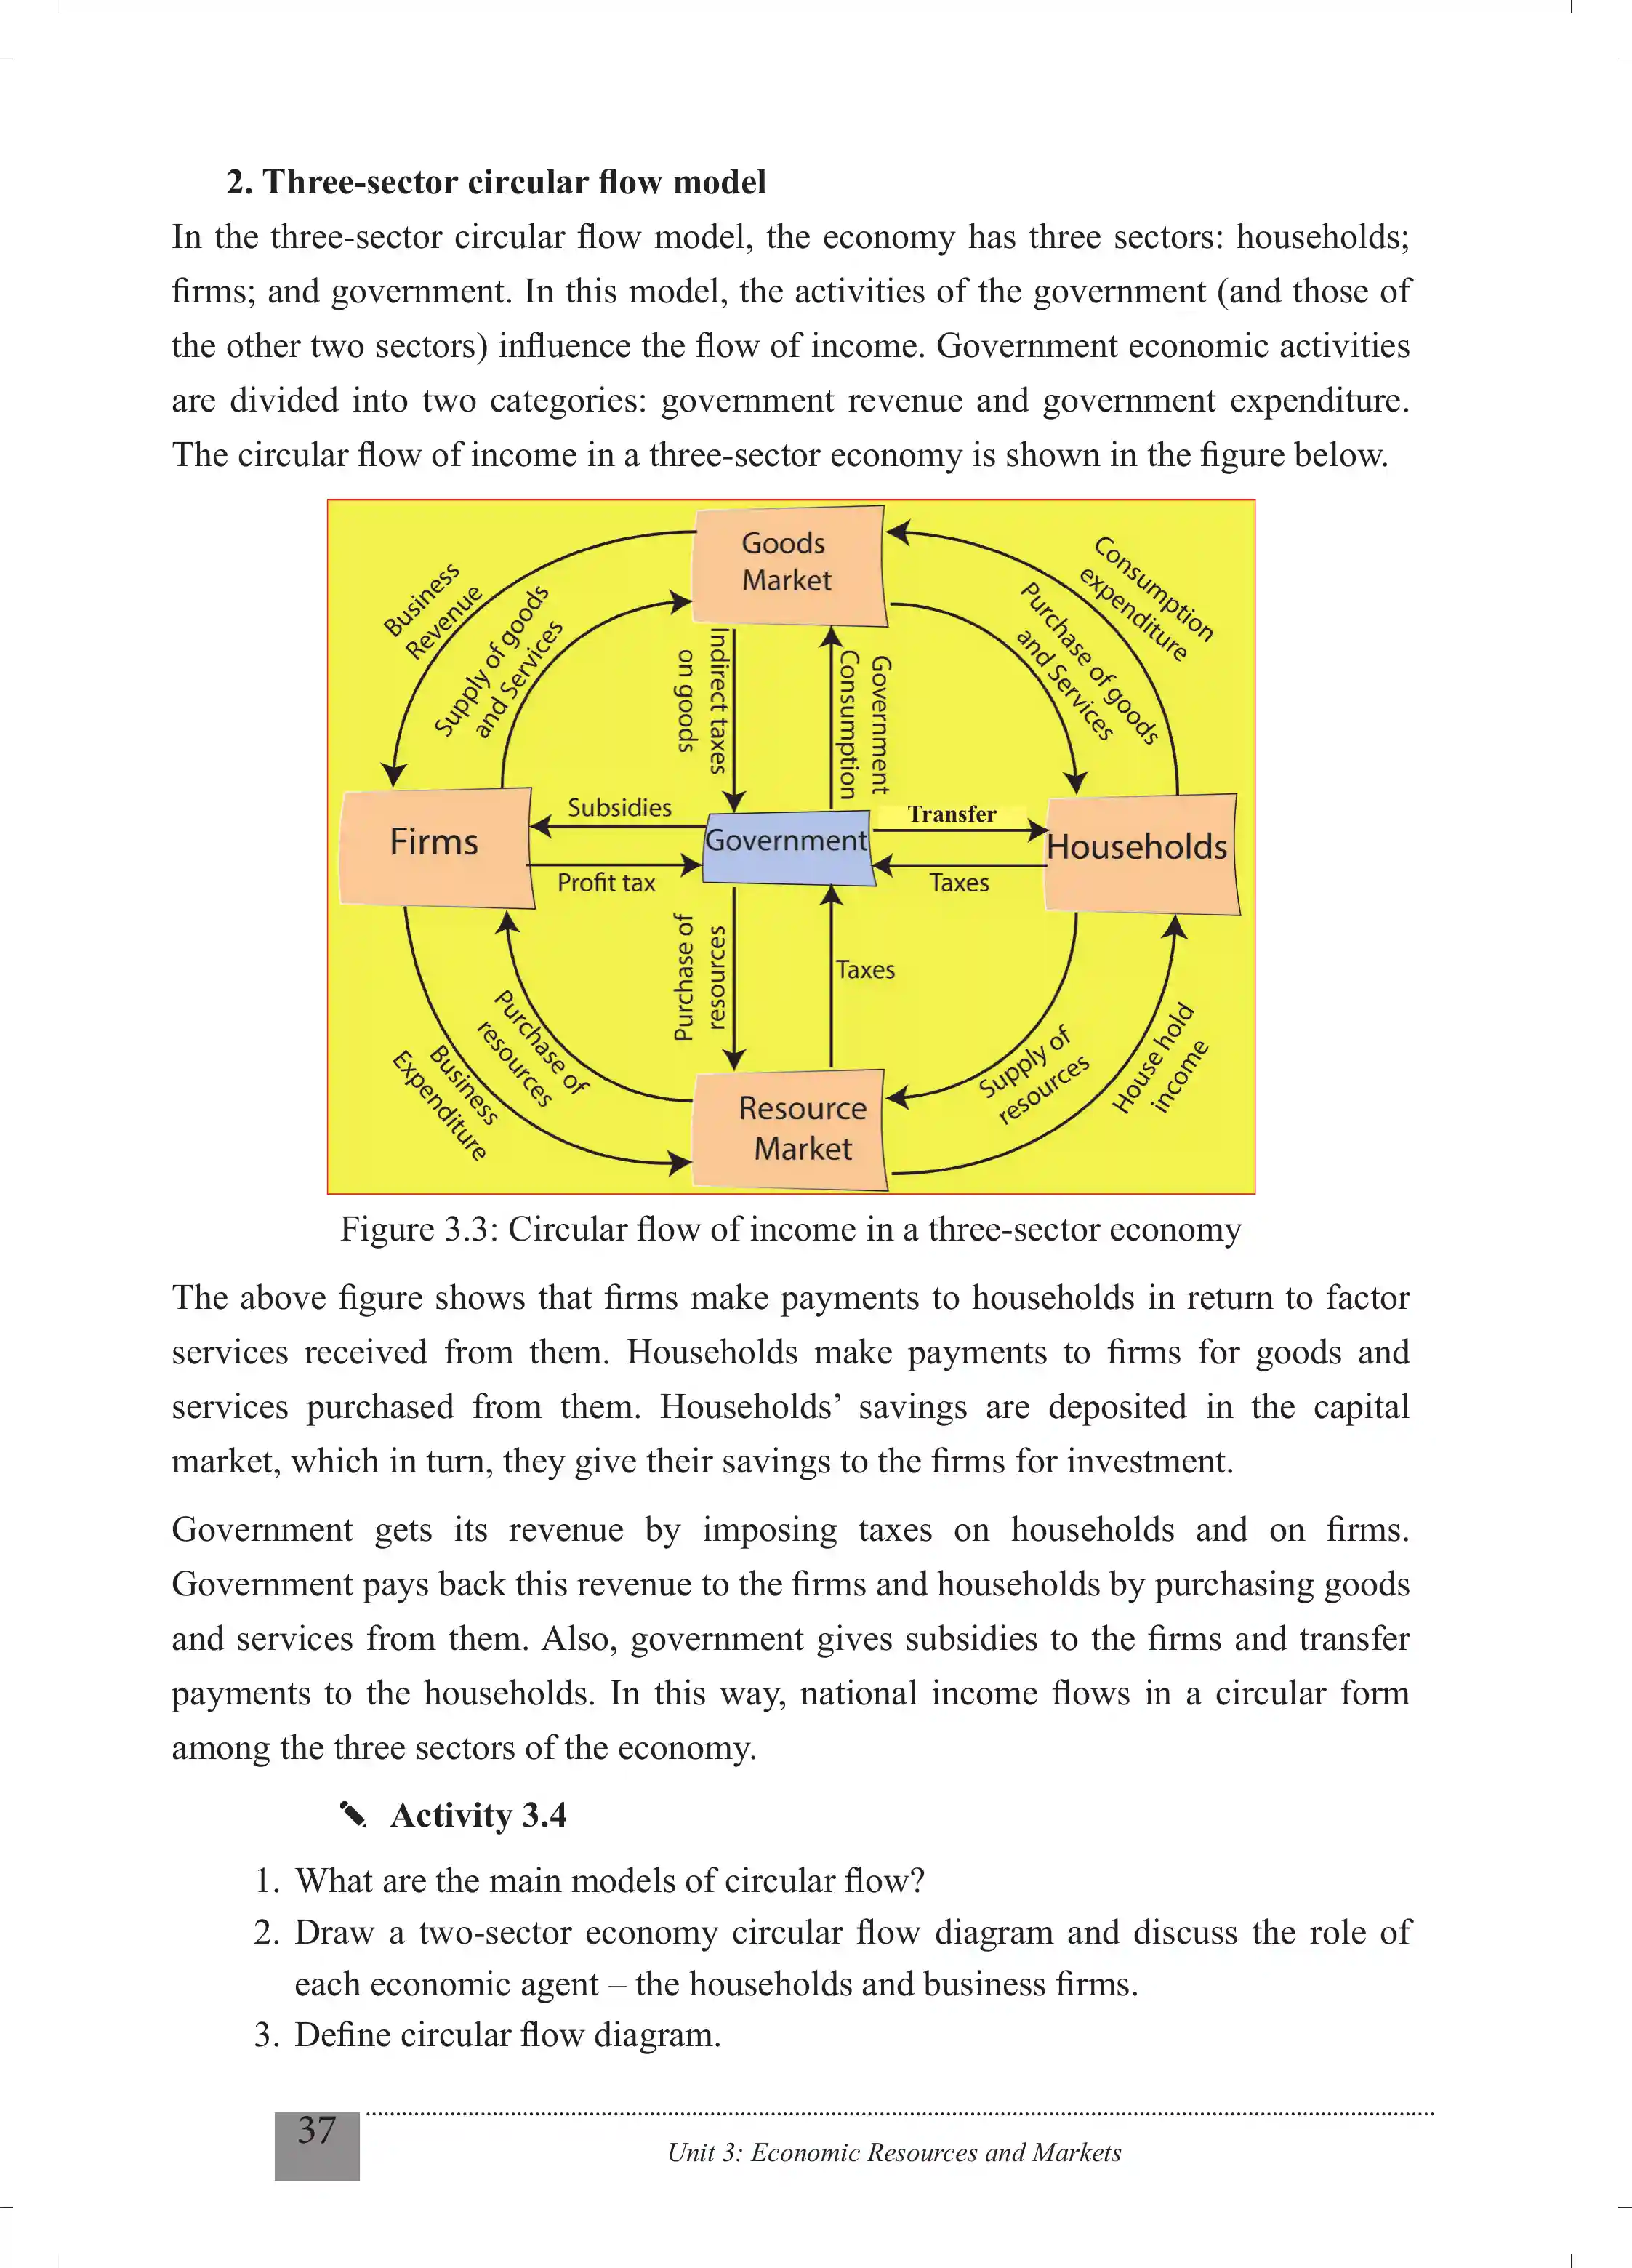 2. Three-sector circular flow model
In the three-sector circular flow model, the economy has three sectors: households;
firms; and government. In this model, the activities of the government (and those of
the other two sectors) influence the flow of income. Government economic activities
are divided into two categories: government revenue and government expenditure.
The circular flow of income in a three-sector economy is shown in the figure below.
Goods
Market
Business
Revenue
Supply of goods
and Services
Consumption
expenditure
Purchase of goods
and Services
Indirect taxes
on goods
Government
Consumption
Firms
Subsidies
Profit tax
Government
Transfer
Taxes
Households
Purchase of
resources
Taxes
Purchase of
resources
Business
Expenditure
Supply of
resources
House hold
income
Resource
Market
Figure 3.3: Circular flow of income in a three-sector economy
The above figure shows that firms make payments to households in return to factor
services received from them. Households make payments to firms for goods and
services purchased from them. Households’ savings are deposited in the capital
market, which in turn, they give their savings to the firms for investment.
Government gets its revenue by imposing taxes on households and on firms.
Government pays back this revenue to the firms and households by purchasing goods
and services from them. Also, government gives subsidies to the firms and transfer
payments to the households. In this way, national income flows in a circular form
among the three sectors of the economy.
Activity 3.4
1. What are the main models of circular flow?
2. Draw a two-sector economy circular flow diagram and discuss the role of
each economic agent – the households and business firms.
3. Define circular flow diagram.
37
Unit 3: Economic Resources and Markets